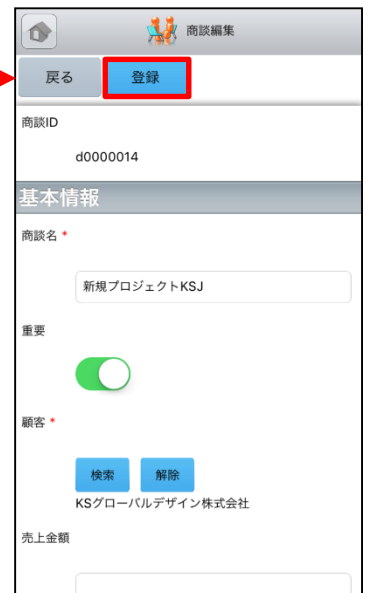 商談編集
戻る 登録
商談ID
d0000014
基本情報
商談名 *
新規プロジェクトKSJ
重要
顧客 *
検索 解除
KSグローバルデザイン株式会社
売上金額